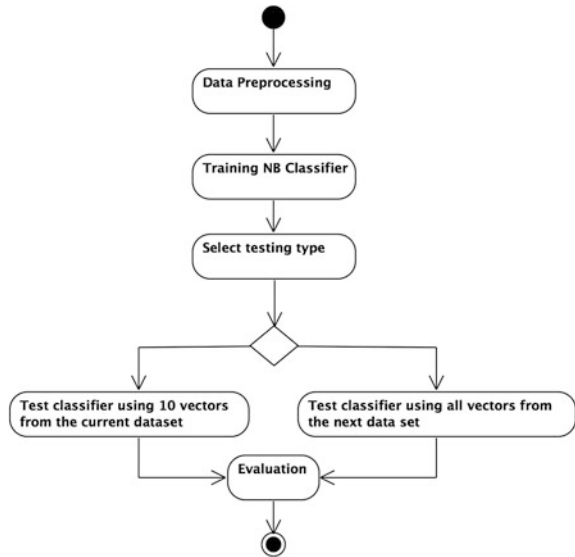 Data Preprocessing
Training NB Classifier
Select testing type
Test classifier using 10 vectors
from the current dataset
Test classifier using all vectors from
the next data set
Evaluation